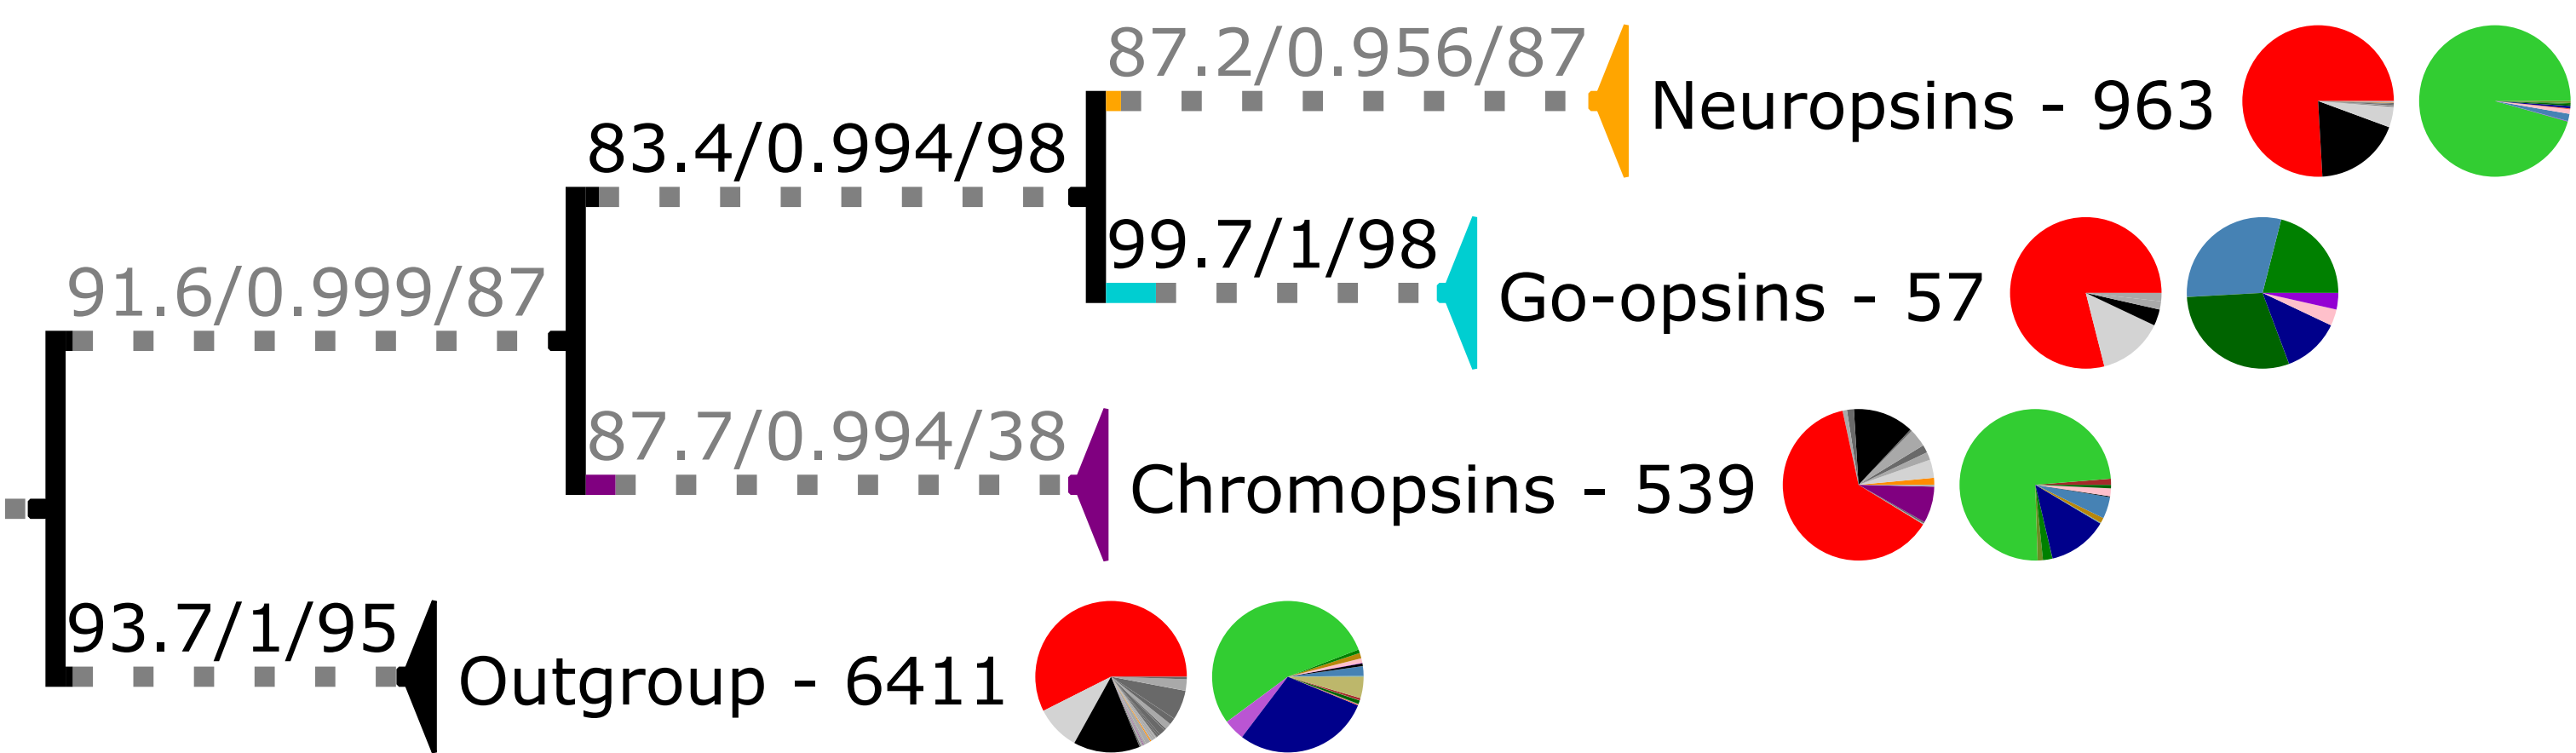 87.2/0.956/87
Neuropsins - 963
83.4/0.994/98
99.7/1/98
Go-opsins - 57
91.6/0.999/87
87.7/0.994/38
Chromopsins - 539
93.7/1/95
Outgroup - 6411